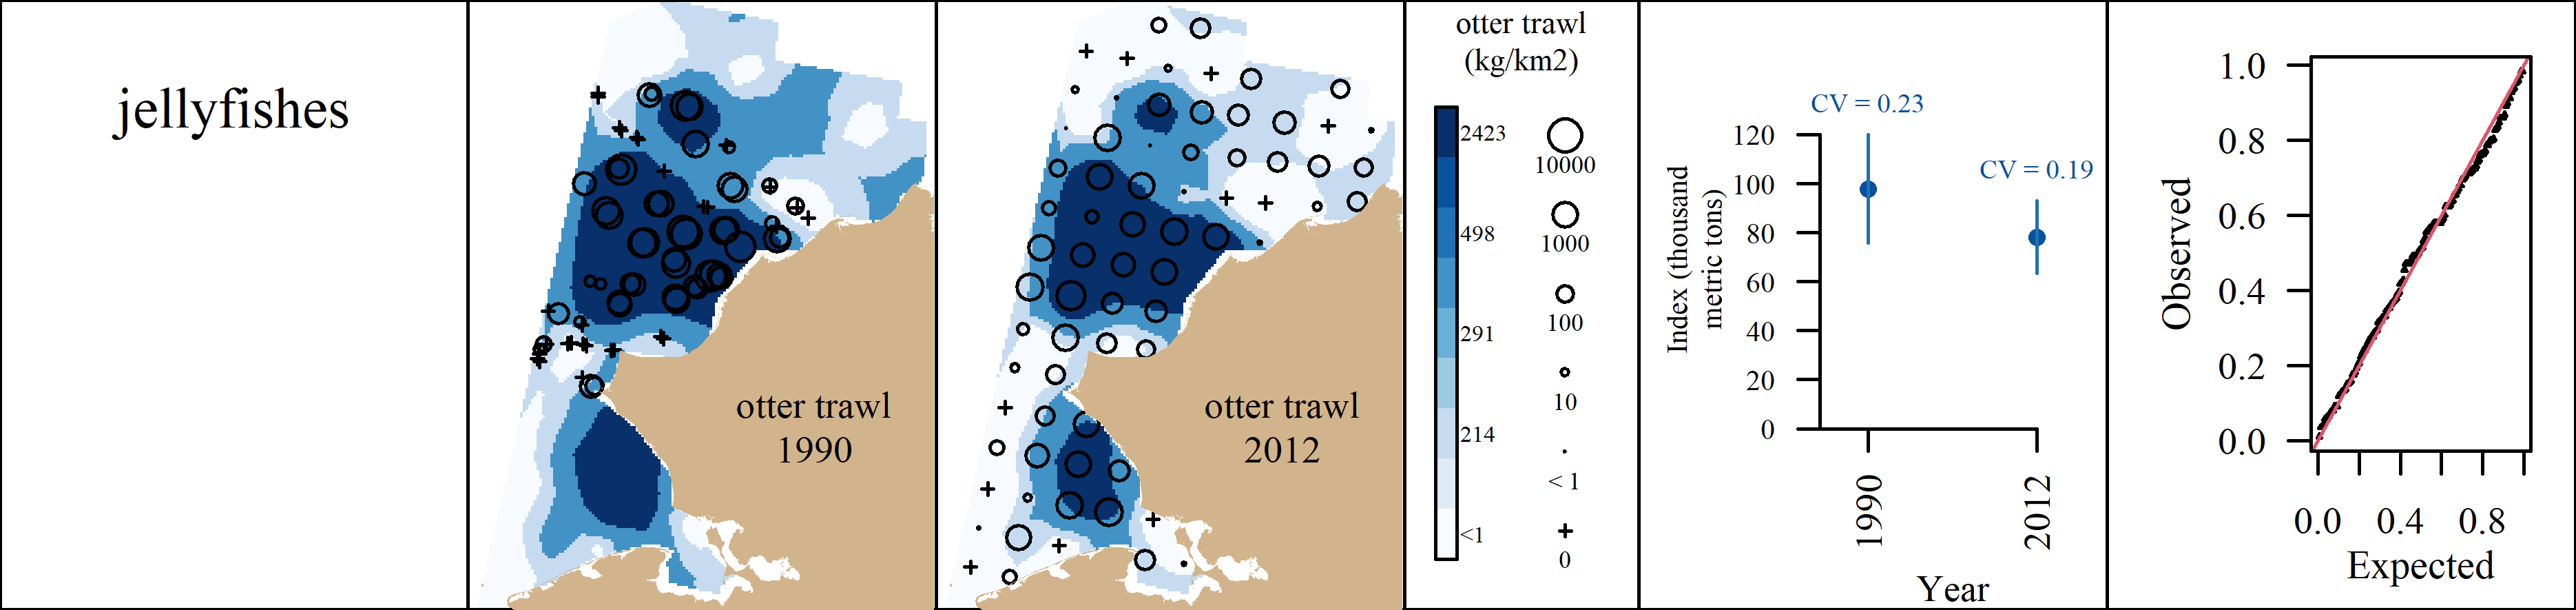 jellyfishes
otter trawl
1990
otter trawl
2012
otter trawl
(kg/km2)
2423
498
291
214
<1
10000
1000
100
10
< 1
0
CV = 0.23
CV = 0.19
Index (thousand
metric tons)
120
100
80
60
40
20
0
1990
2012
Year
Observed
1.0
0.8
0.6
0.4
0.2
0.0
0.0 0.4 0.8
Expected